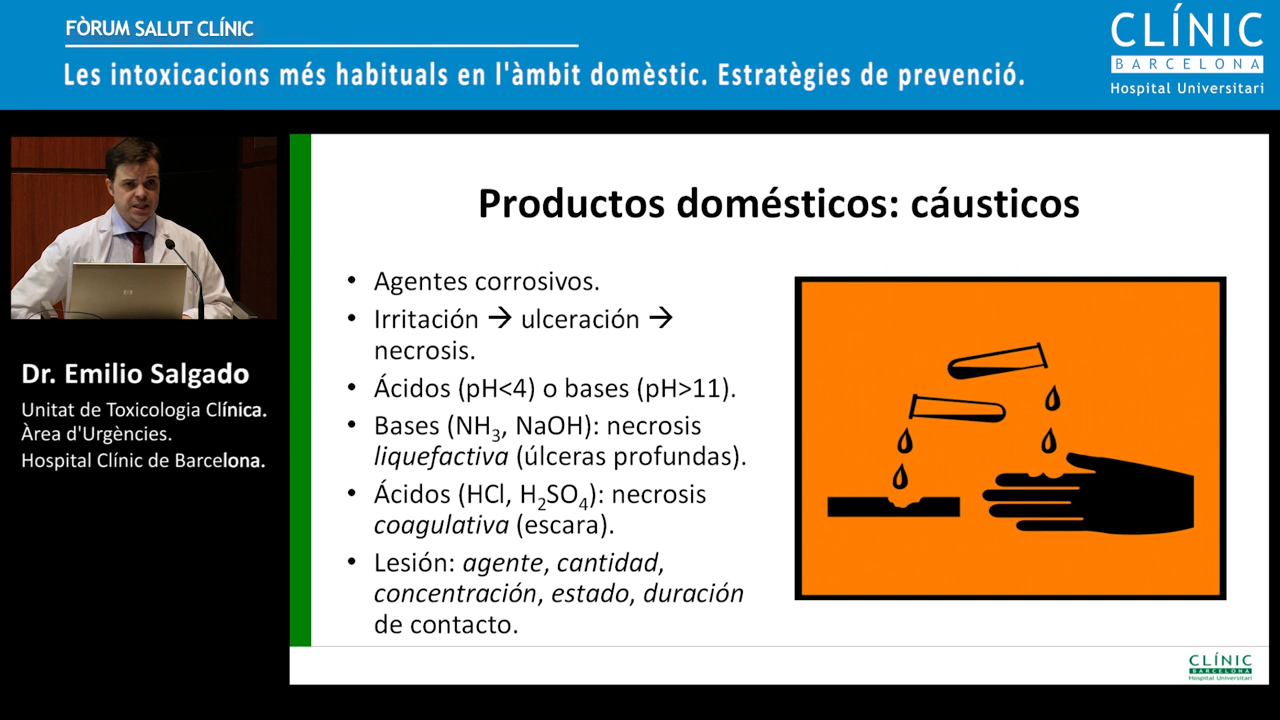 FÒRUM SALUT CLÍNIC
Les intoxicacions més habituals en l'àmbit domèstic. Estratègies de prevenció.
CLÍNIC
BARCELONA
Hospital Universitari
Dr. Emilio Salgado
Unitat de Toxicologia Clínica.
Àrea d'Urgències.
Hospital Clínic de Barcelona.
Productos domésticos: cáusticos
• Agentes corrosivos.
• Irritación → ulceración →
necrosis.
• Ácidos (pH<4) o bases (pH>11).
• Bases (NH₃, NaOH): necrosis
liquefactiva (úlceras profundas).
• Ácidos (HCl, H₂SO₄): necrosis
coagulativa (escara).
• Lesión: agente, cantidad,
concentración, estado, duración
de contacto.
CLÍNIC
BARCELONA
Hospital Universitari